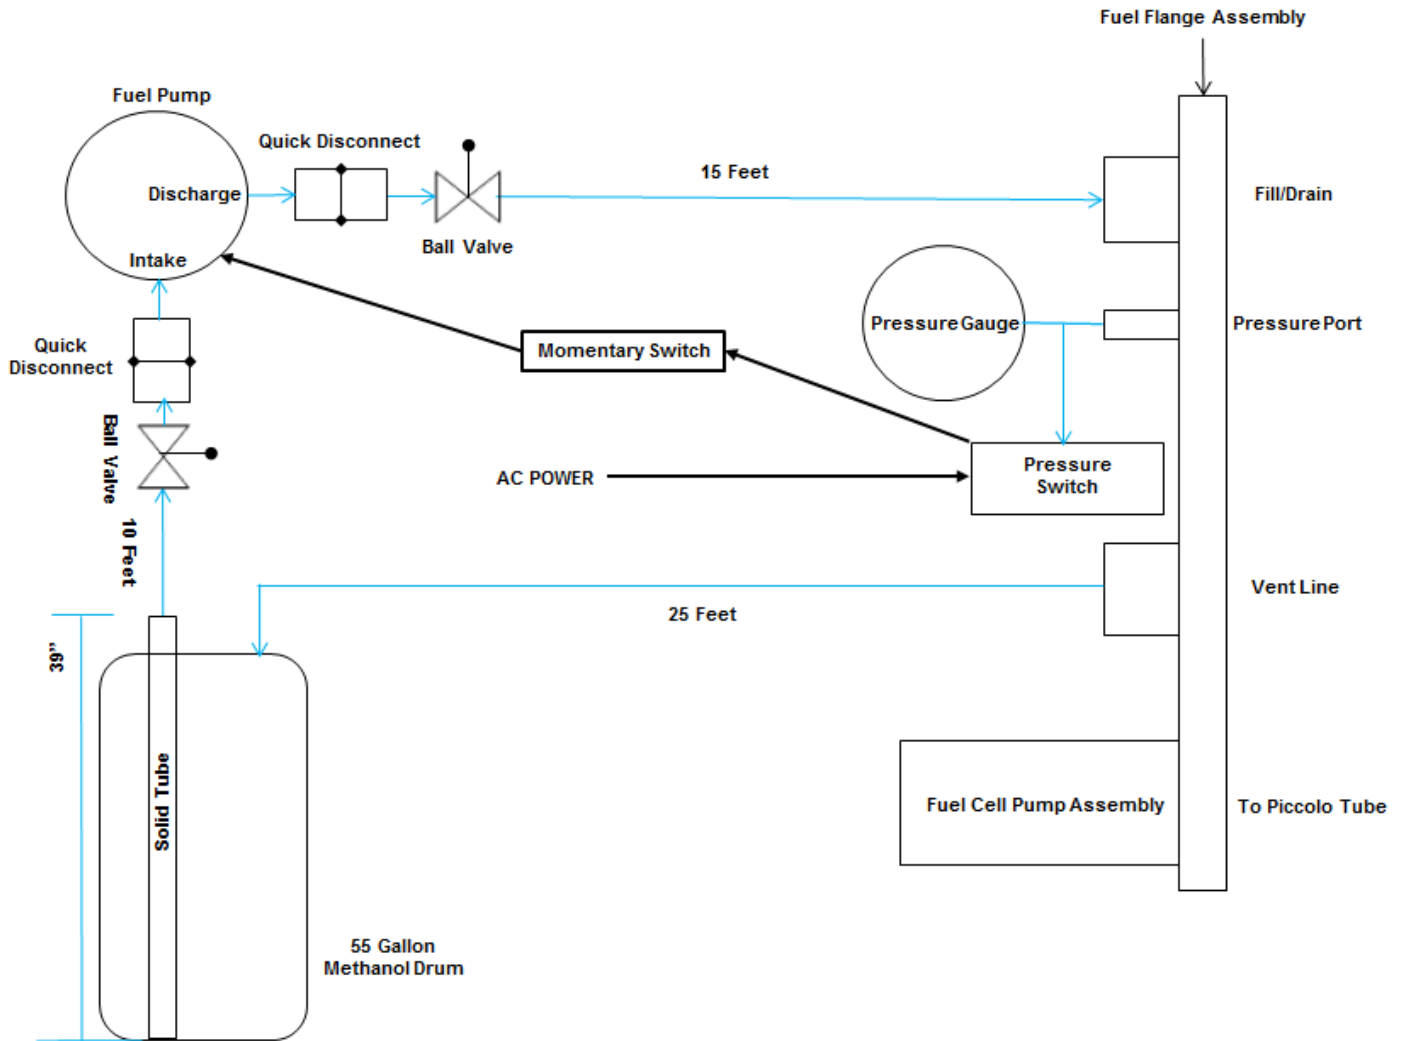 Fuel Flange Assembly
Fuel Pump
Quick Disconnect
Discharge
15 Feet
Fill/Drain
Ball Valve
Intake
Pressure Gauge
Pressure Port
Quick
Disconnect
Momentary Switch
Ball Valve
AC POWER
Pressure
Switch
10 Feet
Vent Line
25 Feet
39"
Solid Tube
Fuel Cell Pump Assembly
To Piccolo Tube
55 Gallon
Methanol Drum